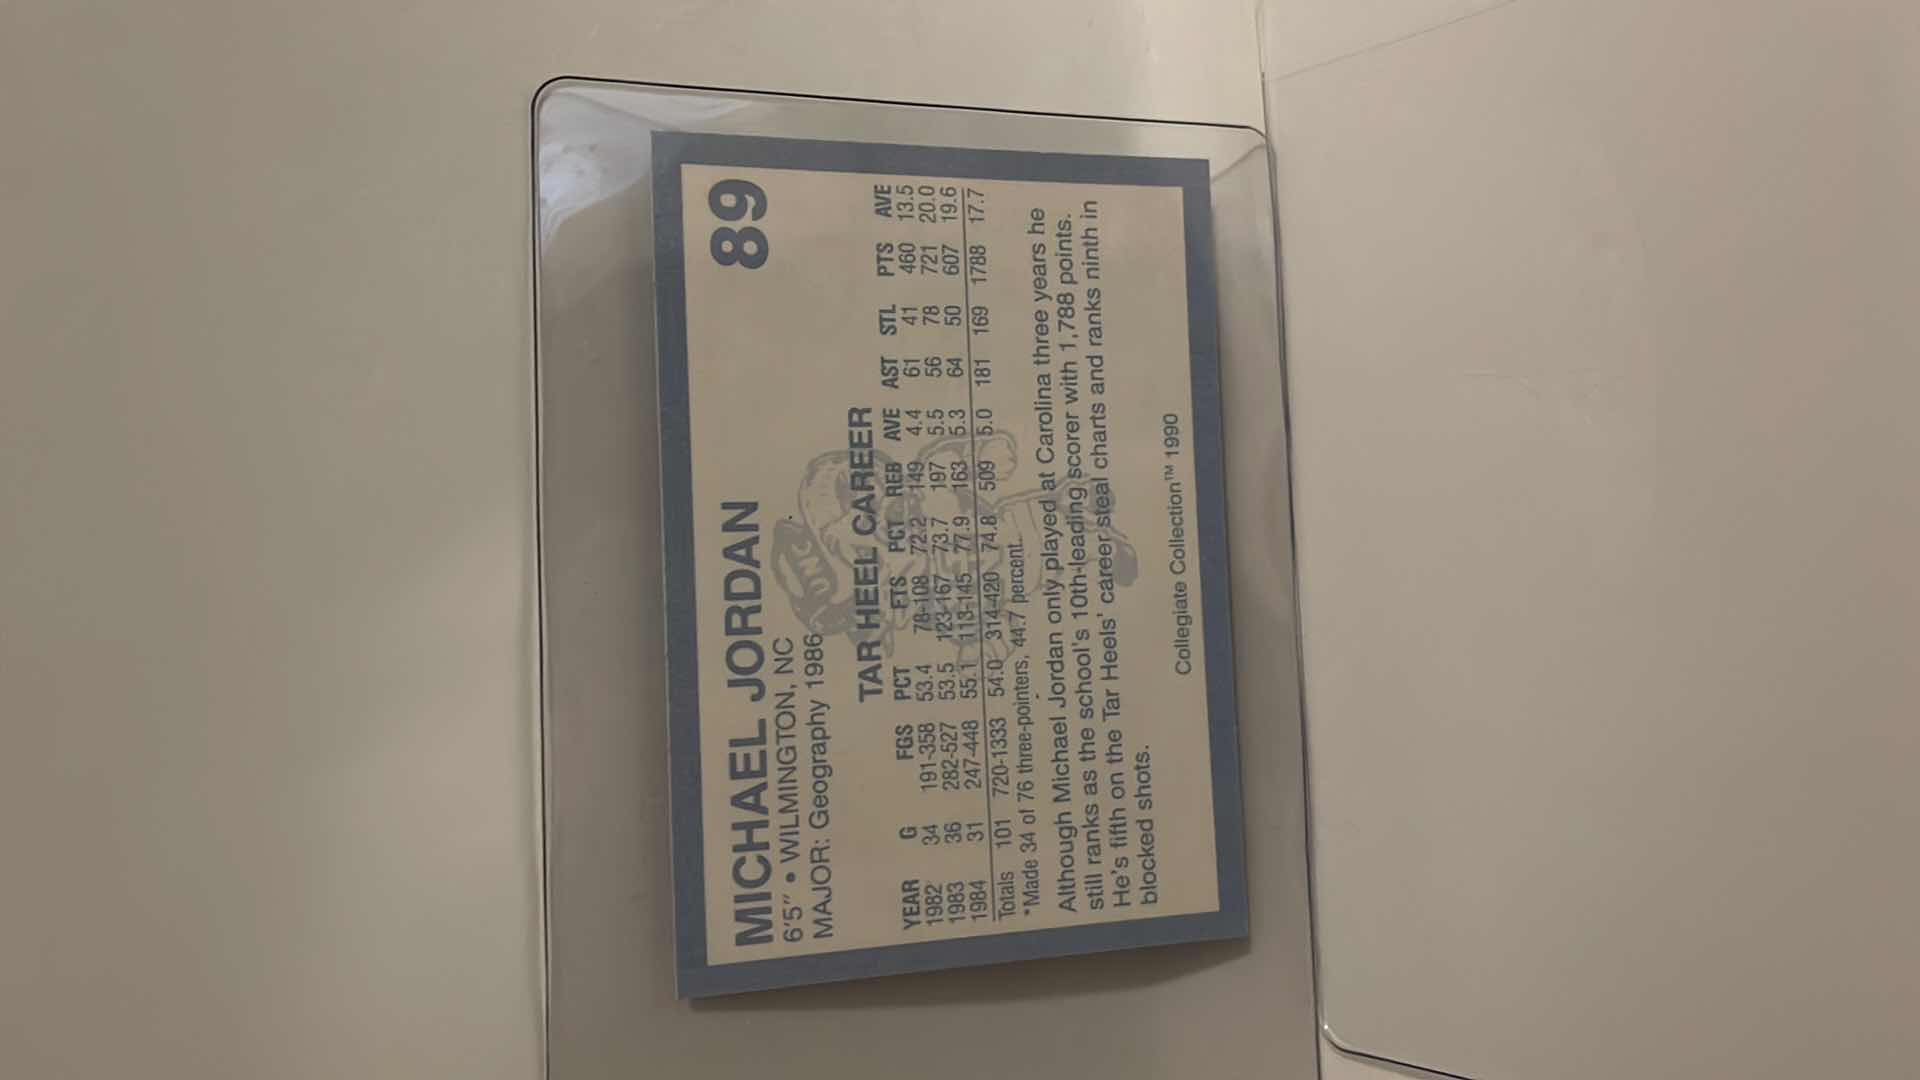 MICHAEL JORDAN 89
6'5" • WILMINGTON, NC
MAJOR: Geography 1986
TAR HEEL CAREER
YEAR G FGS PCT FTS PCT REB AVE AST STL PTS AVE
1982 34 191-358 53.4 78-108 72.2 149 4.4 61 41 460 13.5
1983 36 282-527 53.5 123-167 73.7 197 5.5 56 78 721 20.0
1984 31 247-448 55.1 113-145 77.9 163 5.3 64 50 607 19.6
Totals 101 720-1333 54.0 314-420 74.8 509 5.0 181 169 1788 17.7
*Made 34 of 76 three-pointers, 44.7 percent.
Although Michael Jordan only played at Carolina three years he
still ranks as the school's 10th-leading scorer with 1,788 points.
He's fifth on the Tar Heels' career steal charts and ranks ninth in
blocked shots.
Collegiate Collection™ 1990
UNC